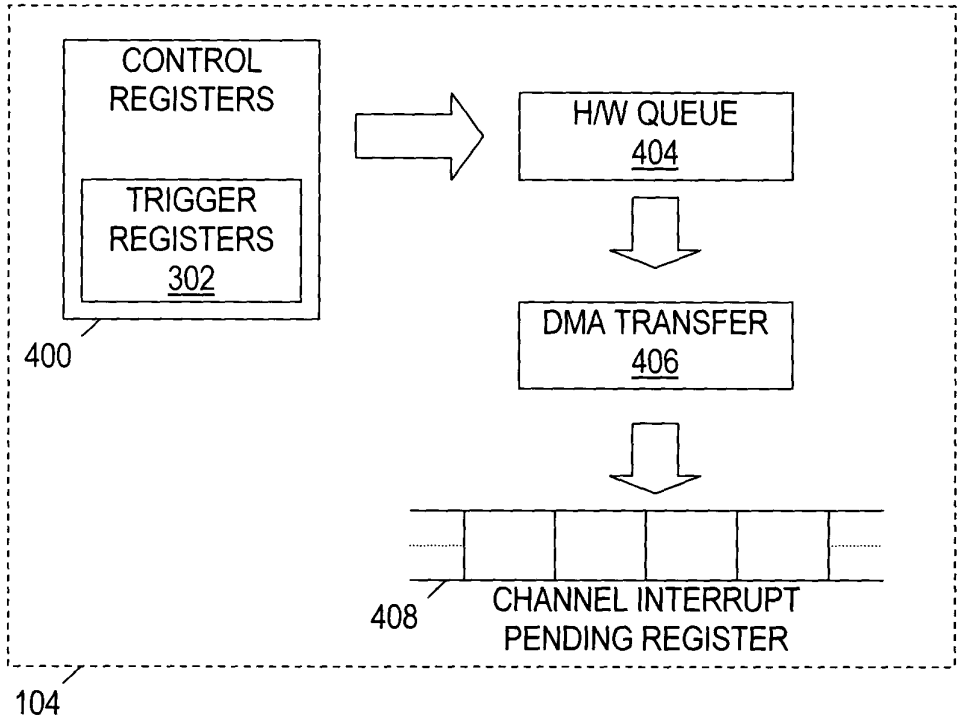 CONTROL
REGISTERS
TRIGGER
REGISTERS
302
400
H/W QUEUE
404
DMA TRANSFER
406
408
CHANNEL INTERRUPT
PENDING REGISTER
104